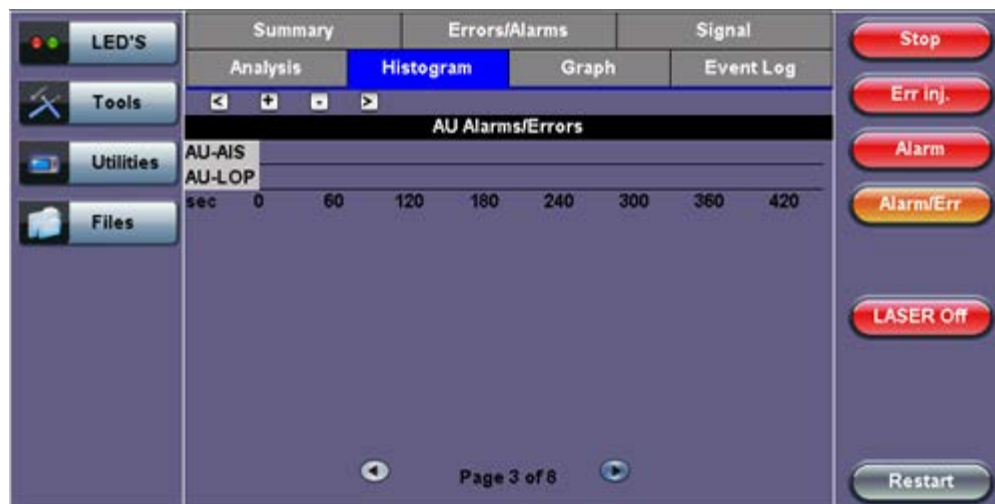 LED'S
Tools
Utilities
Files
Summary Errors/Alarms Signal
Analysis Histogram Graph Event Log
< + - >
AU Alarms/Errors
AU-AIS
AU-LOP
sec 0 60 120 180 240 300 360 420
Page 3 of 8
Stop
Err inj.
Alarm
Alarm/Err
LASER Off
Restart